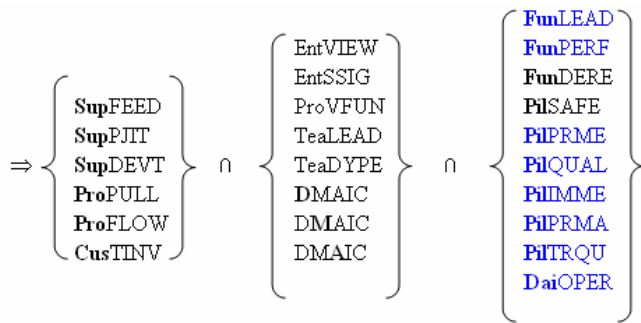 ⇒ { SupFEED
SupPJIT
SupDEVT
ProPULL
ProFLOW
CusTINV }
∩ { EntVIEW
EntSSIG
ProVFUN
TeaLEAD
TeaDYPE
DMAIC
DMAIC
DMAIC }
∩ { FunLEAD
FunPERF
FunDERE
PilSAFE
PilPRME
PilQUAL
PilIMME
PilPRMA
PilTRQU
DaiOPER }